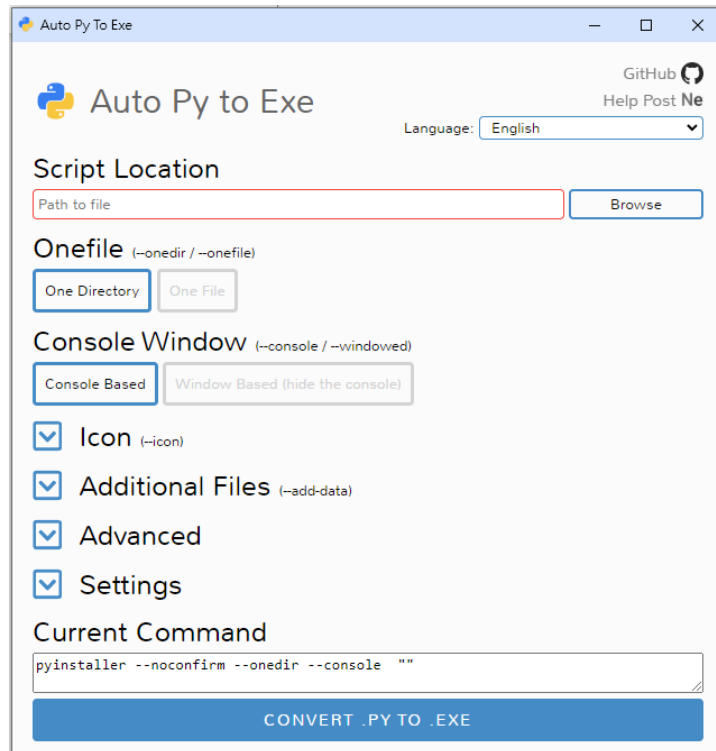 Auto Py To Exe
GitHub
Auto Py to Exe
Help Post Ne
Language: English
Script Location
Path to file Browse
Onefile (--onedir / --onefile)
One Directory One File
Console Window (--console / --windowed)
Console Based Window Based (hide the console)
Icon (--icon)
Additional Files (--add-data)
Advanced
Settings
Current Command
pyinstaller --noconfirm --onedir --console  ""
CONVERT .PY TO .EXE